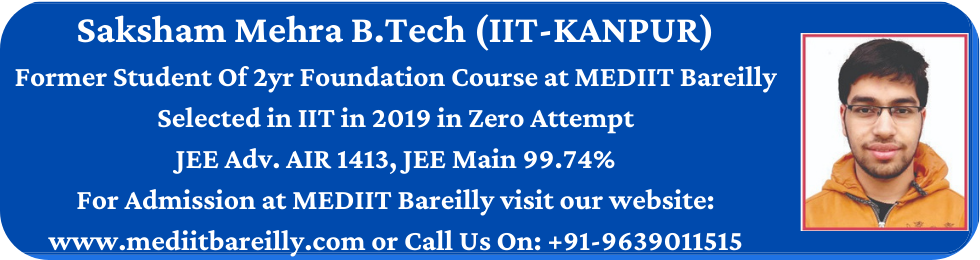 Saksham Mehra B.Tech (IIT-KANPUR)
Former Student Of 2yr Foundation Course at MEDIIT Bareilly
Selected in IIT in 2019 in Zero Attempt
JEE Adv. AIR 1413, JEE Main 99.74%
For Admission at MEDIIT Bareilly visit our website:
www.mediitbareilly.com or Call Us On: +91-9639011515